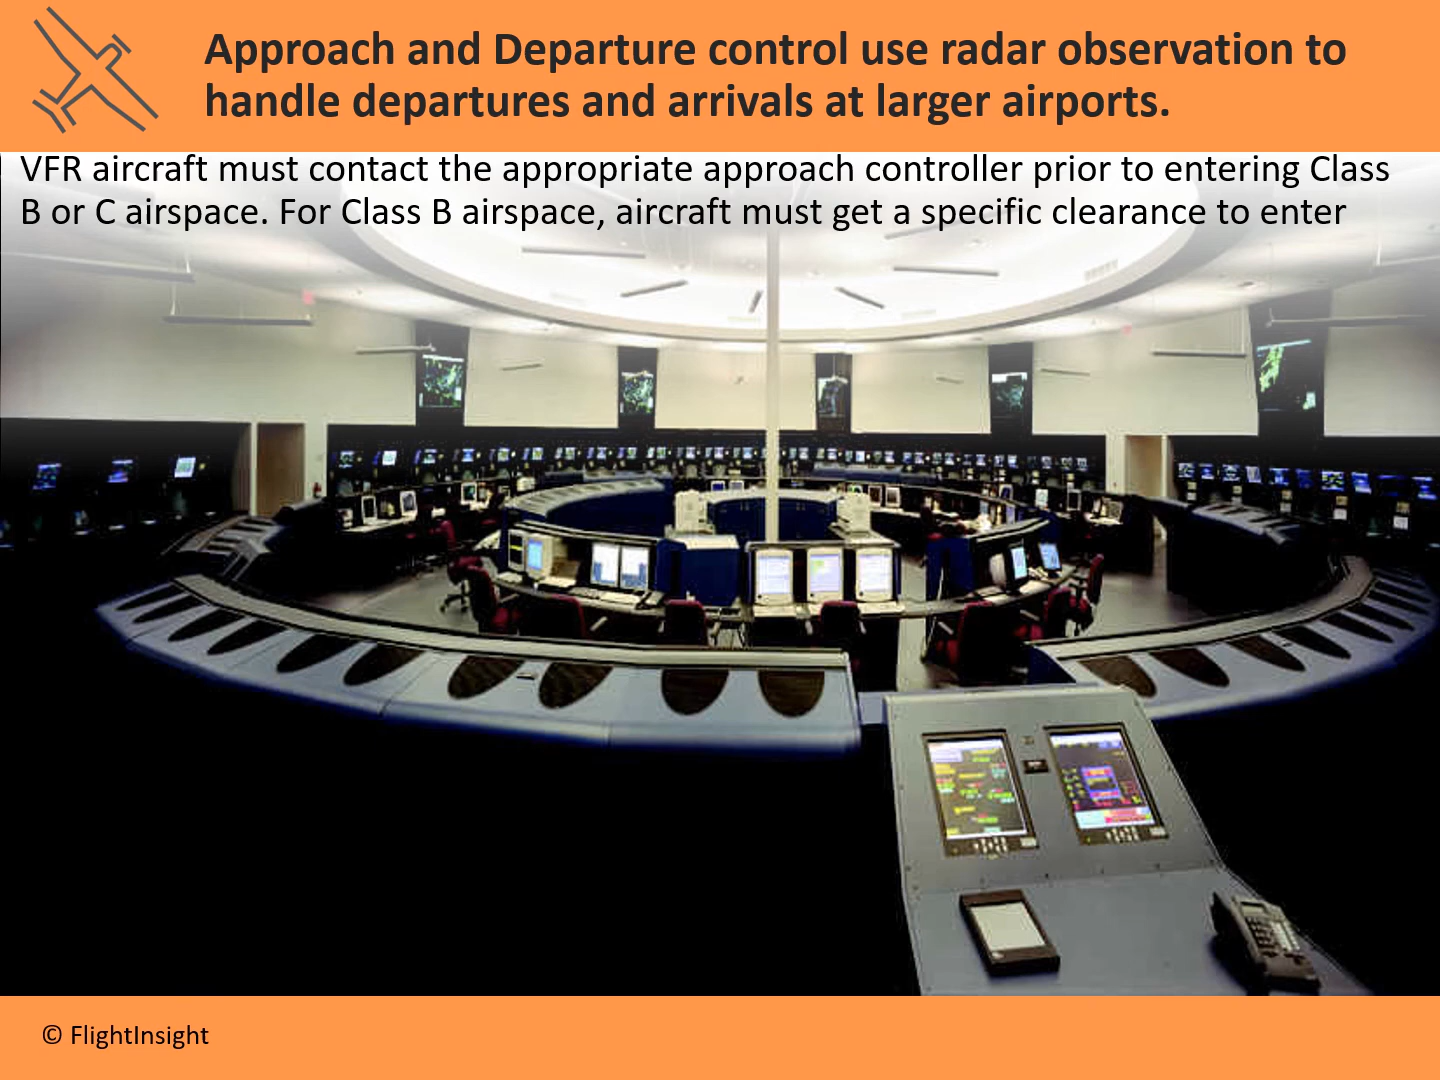 Approach and Departure control use radar observation to
handle departures and arrivals at larger airports.
VFR aircraft must contact the appropriate approach controller prior to entering Class
B or C airspace. For Class B airspace, aircraft must get a specific clearance to enter
© FlightInsight